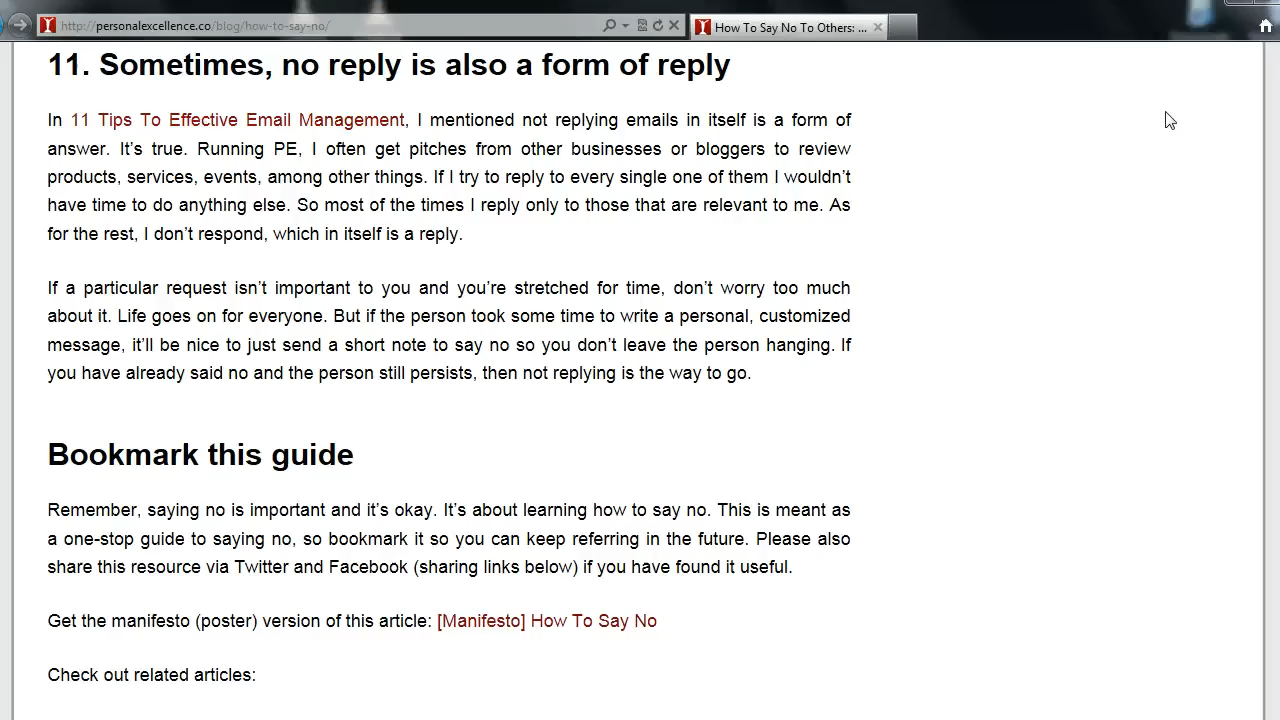 http://personalexcellence.co/blog/how-to-say-no/
How To Say No To Others: ...
11. Sometimes, no reply is also a form of reply
In 11 Tips To Effective Email Management, I mentioned not replying emails in itself is a form of
answer. It’s true. Running PE, I often get pitches from other businesses or bloggers to review
products, services, events, among other things. If I try to reply to every single one of them I wouldn’t
have time to do anything else. So most of the times I reply only to those that are relevant to me. As
for the rest, I don’t respond, which in itself is a reply.
If a particular request isn’t important to you and you’re stretched for time, don’t worry too much
about it. Life goes on for everyone. But if the person took some time to write a personal, customized
message, it’ll be nice to just send a short note to say no so you don’t leave the person hanging. If
you have already said no and the person still persists, then not replying is the way to go.
Bookmark this guide
Remember, saying no is important and it’s okay. It’s about learning how to say no. This is meant as
a one-stop guide to saying no, so bookmark it so you can keep referring in the future. Please also
share this resource via Twitter and Facebook (sharing links below) if you have found it useful.
Get the manifesto (poster) version of this article: [Manifesto] How To Say No
Check out related articles: